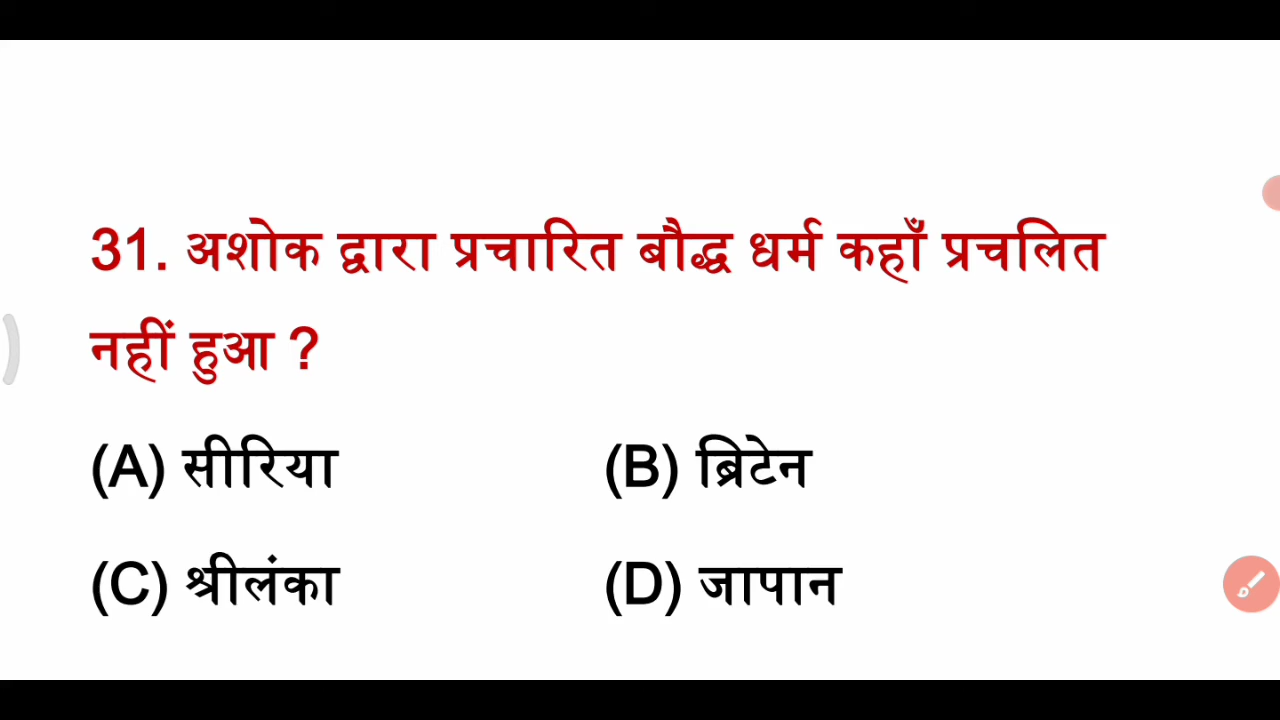 31. अशोक द्वारा प्रचारित बौद्ध धर्म कहाँ प्रचलित
नहीं हुआ ?
(A) सीरिया (B) ब्रिटेन
(C) श्रीलंका (D) जापान